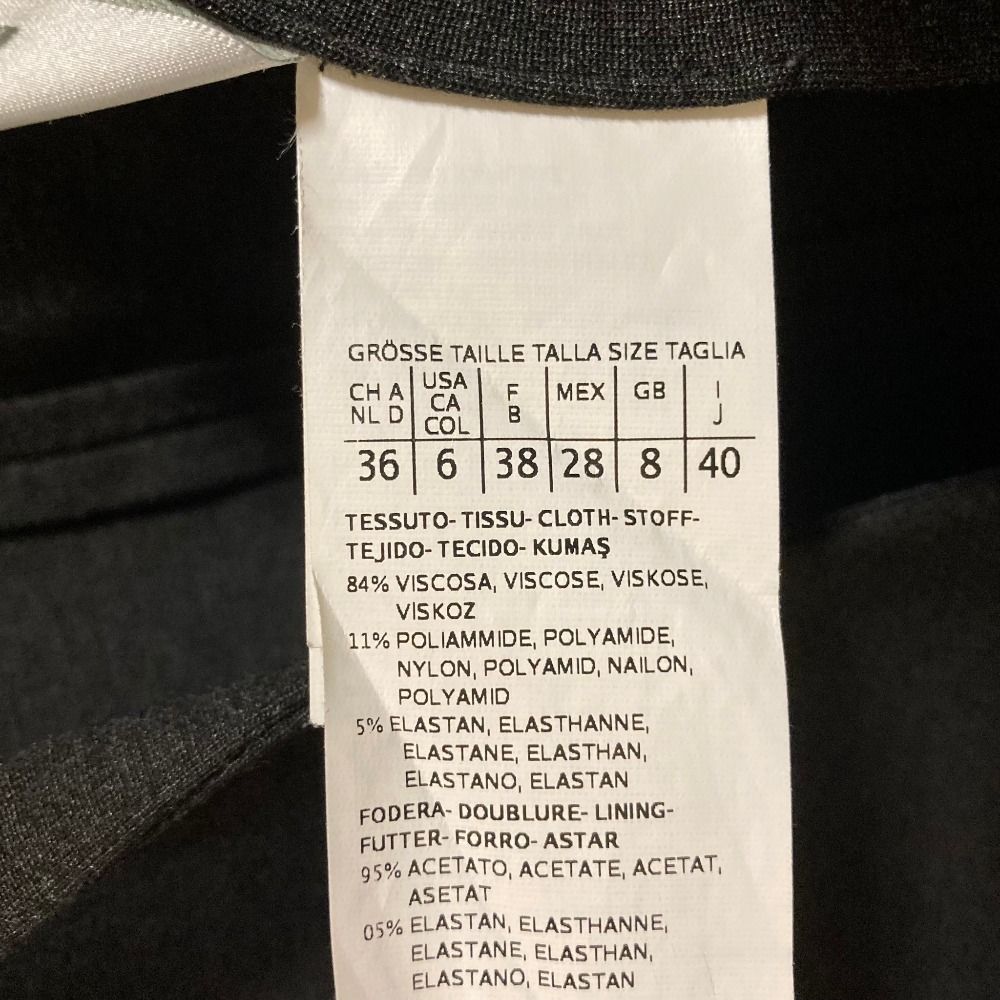 GRÖSSE TAILLE TALLA SIZE TAGLIA
CH A NL D | USA CA COL | F B | MEX | GB | I J
36 | 6 | 38 | 28 | 8 | 40
TESSUTO- TISSU- CLOTH- STOFF-
TEJIDO- TECIDO- KUMAŞ
84% VISCOSA, VISCOSE, VISKOSE,
VISKOZ
11% POLIAMMIDE, POLYAMIDE,
NYLON, POLYAMID, NAILON,
POLYAMID
5% ELASTAN, ELASTHANNE,
ELASTANE, ELASTHAN,
ELASTANO, ELASTAN
FODERA- DOUBLURE- LINING-
FUTTER- FORRO- ASTAR
95% ACETATO, ACETATE, ACETAT,
ASETAT
05% ELASTAN, ELASTHANNE,
ELASTANE, ELASTHAN,
ELASTANO, ELASTAN